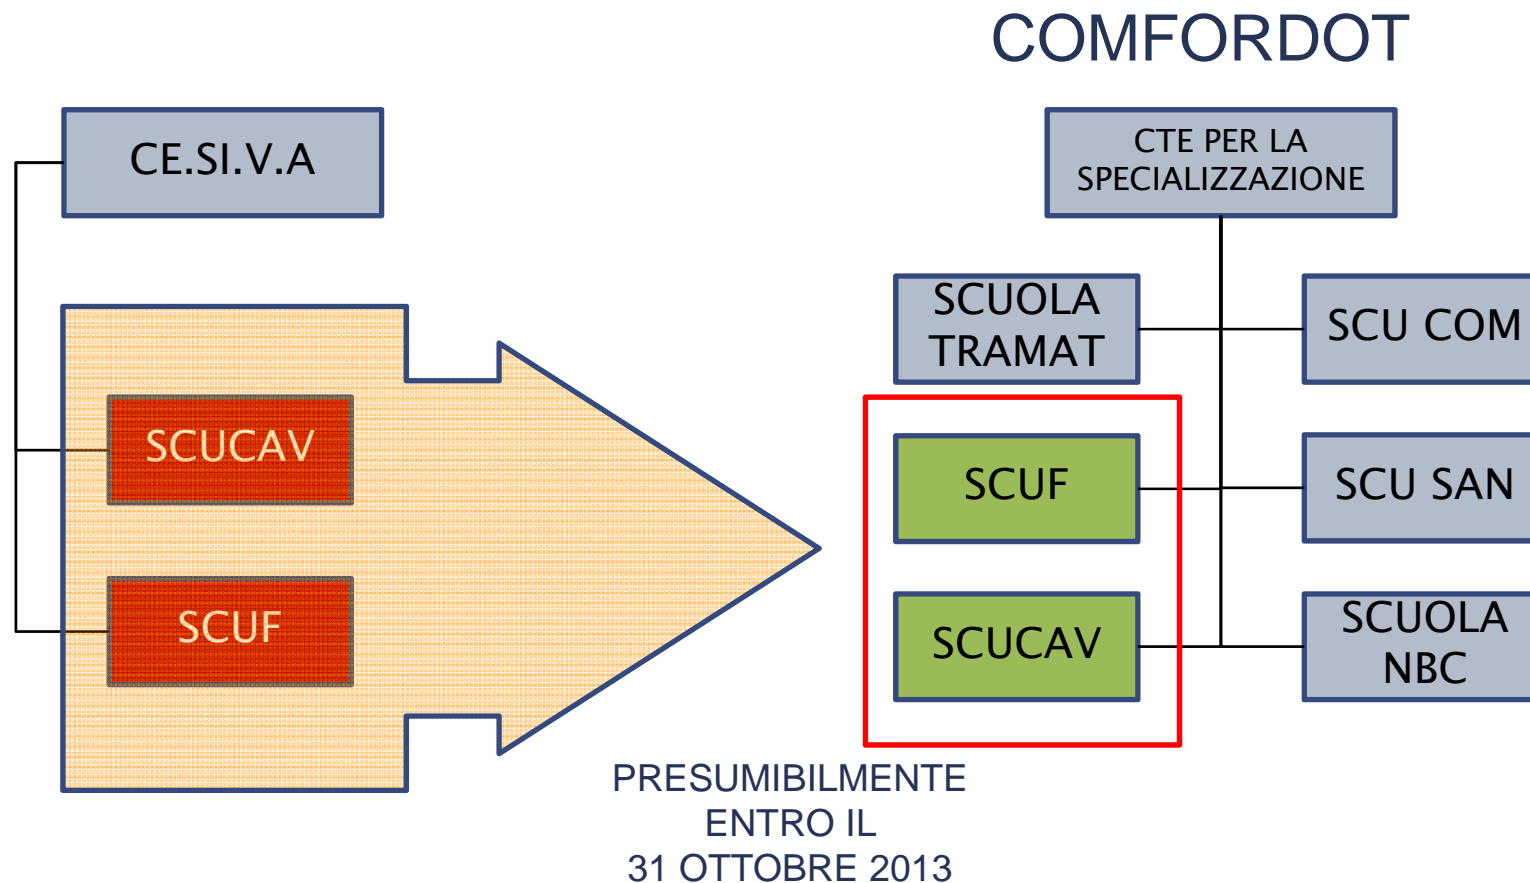 COMFORDOT
CE.SI.V.A
CTE PER LA
SPECIALIZZAZIONE
SCUOLA
TRAMAT
SCU COM
SCUCAV
SCUF
SCUF
SCU SAN
SCUCAV
SCUOLA
NBC
PRESUMIBILMENTE
ENTRO IL
31 OTTOBRE 2013